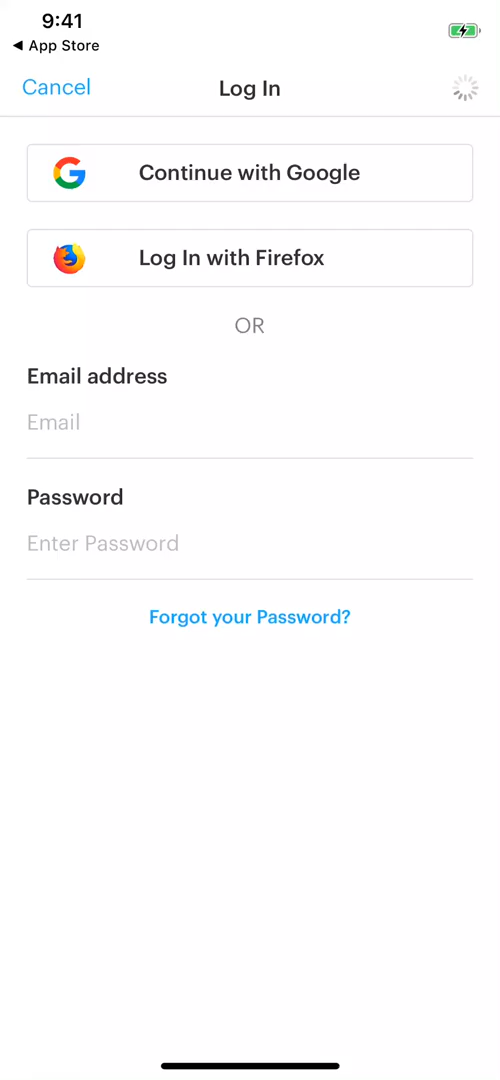 9:41
◀ App Store
Cancel
Log In
Continue with Google
Log In with Firefox
OR
Email address
Email
Password
Enter Password
Forgot your Password?